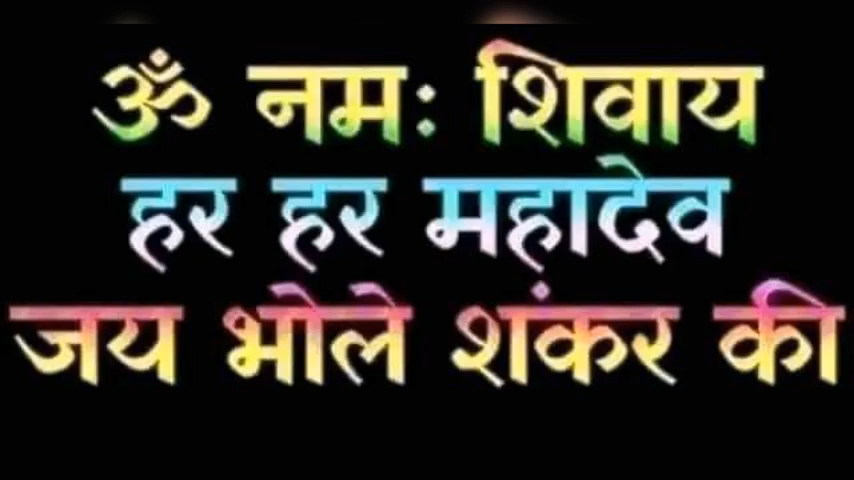 ॐ नमः शिवाय
हर हर महादेव
जय भोले शंकर की